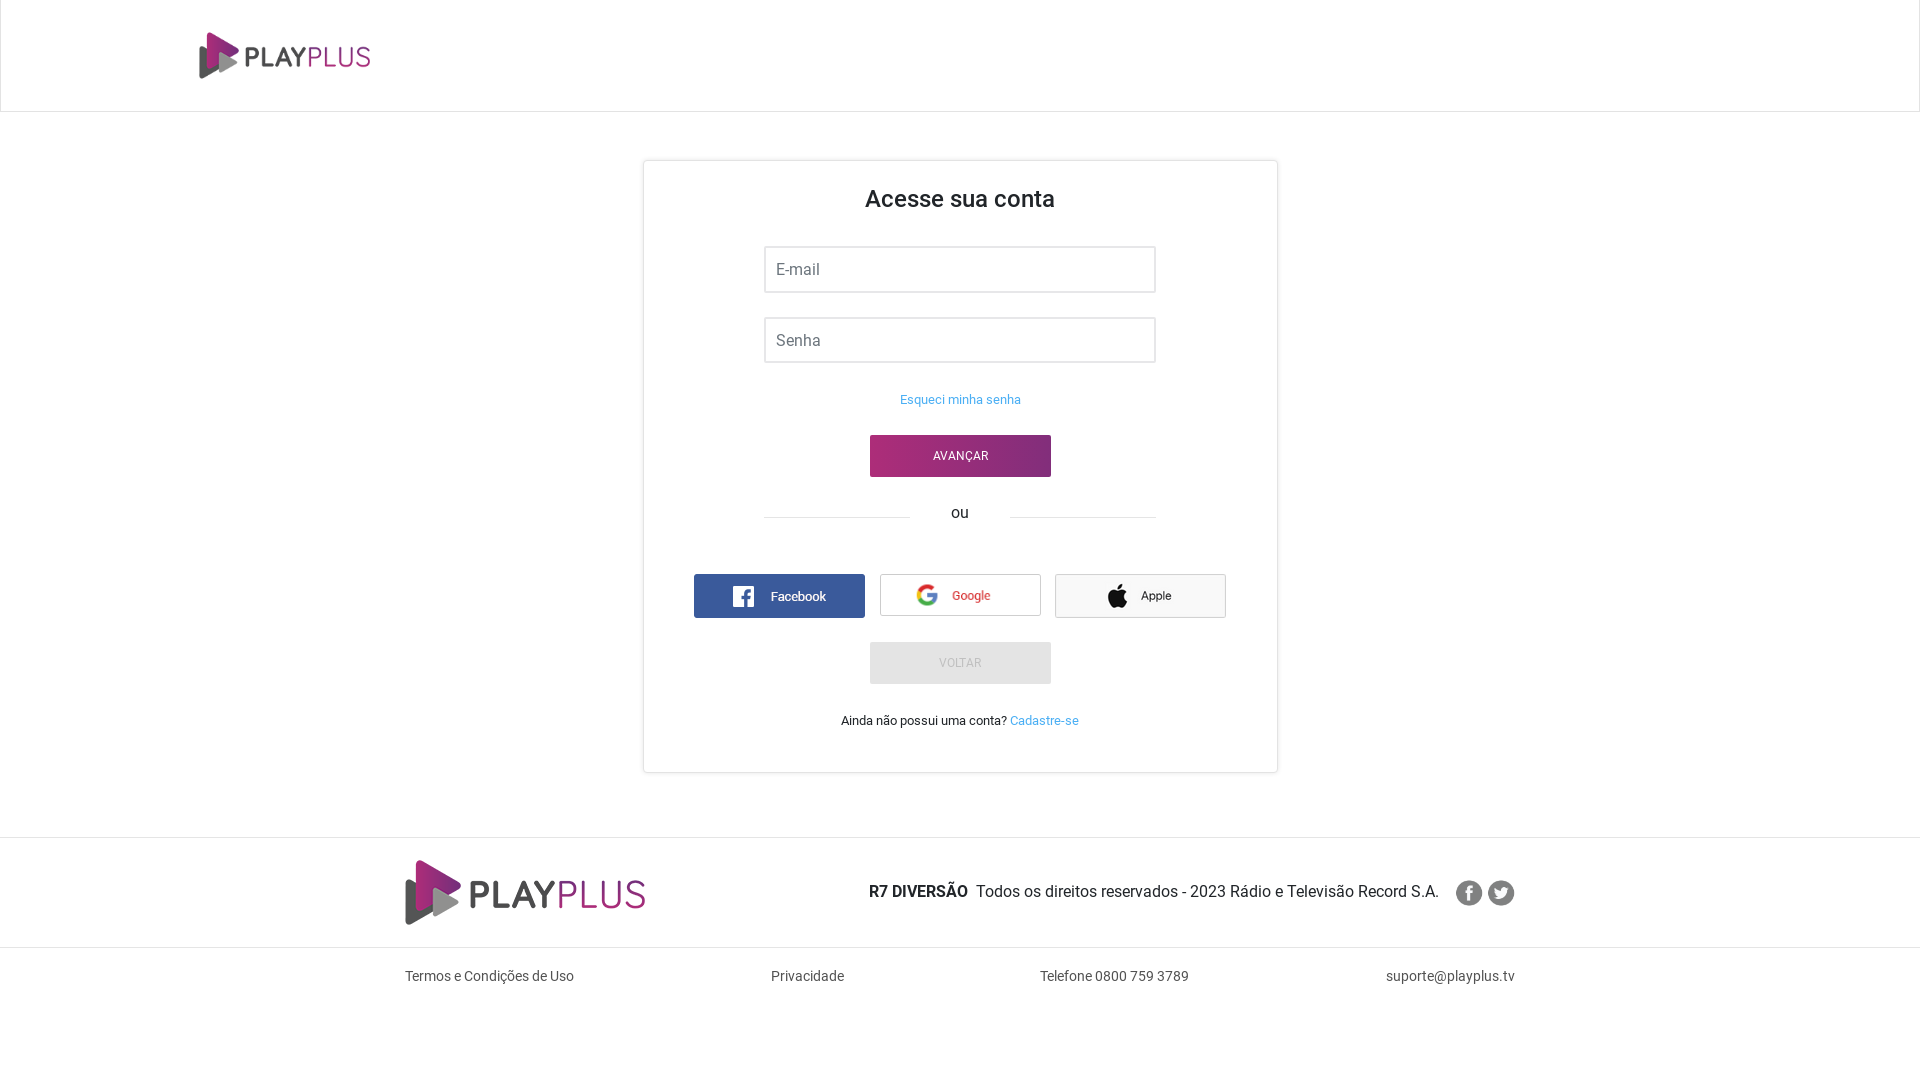 PLAYPLUS
Acesse sua conta
E-mail
Senha
Esqueci minha senha
AVANÇAR
ou
Facebook
Google
Apple
VOLTAR
Ainda não possui uma conta? Cadastre-se
PLAYPLUS
R7 DIVERSÃO Todos os direitos reservados - 2023 Rádio e Televisão Record S.A.
Termos e Condições de Uso
Privacidade
Telefone 0800 759 3789
suporte@playplus.tv